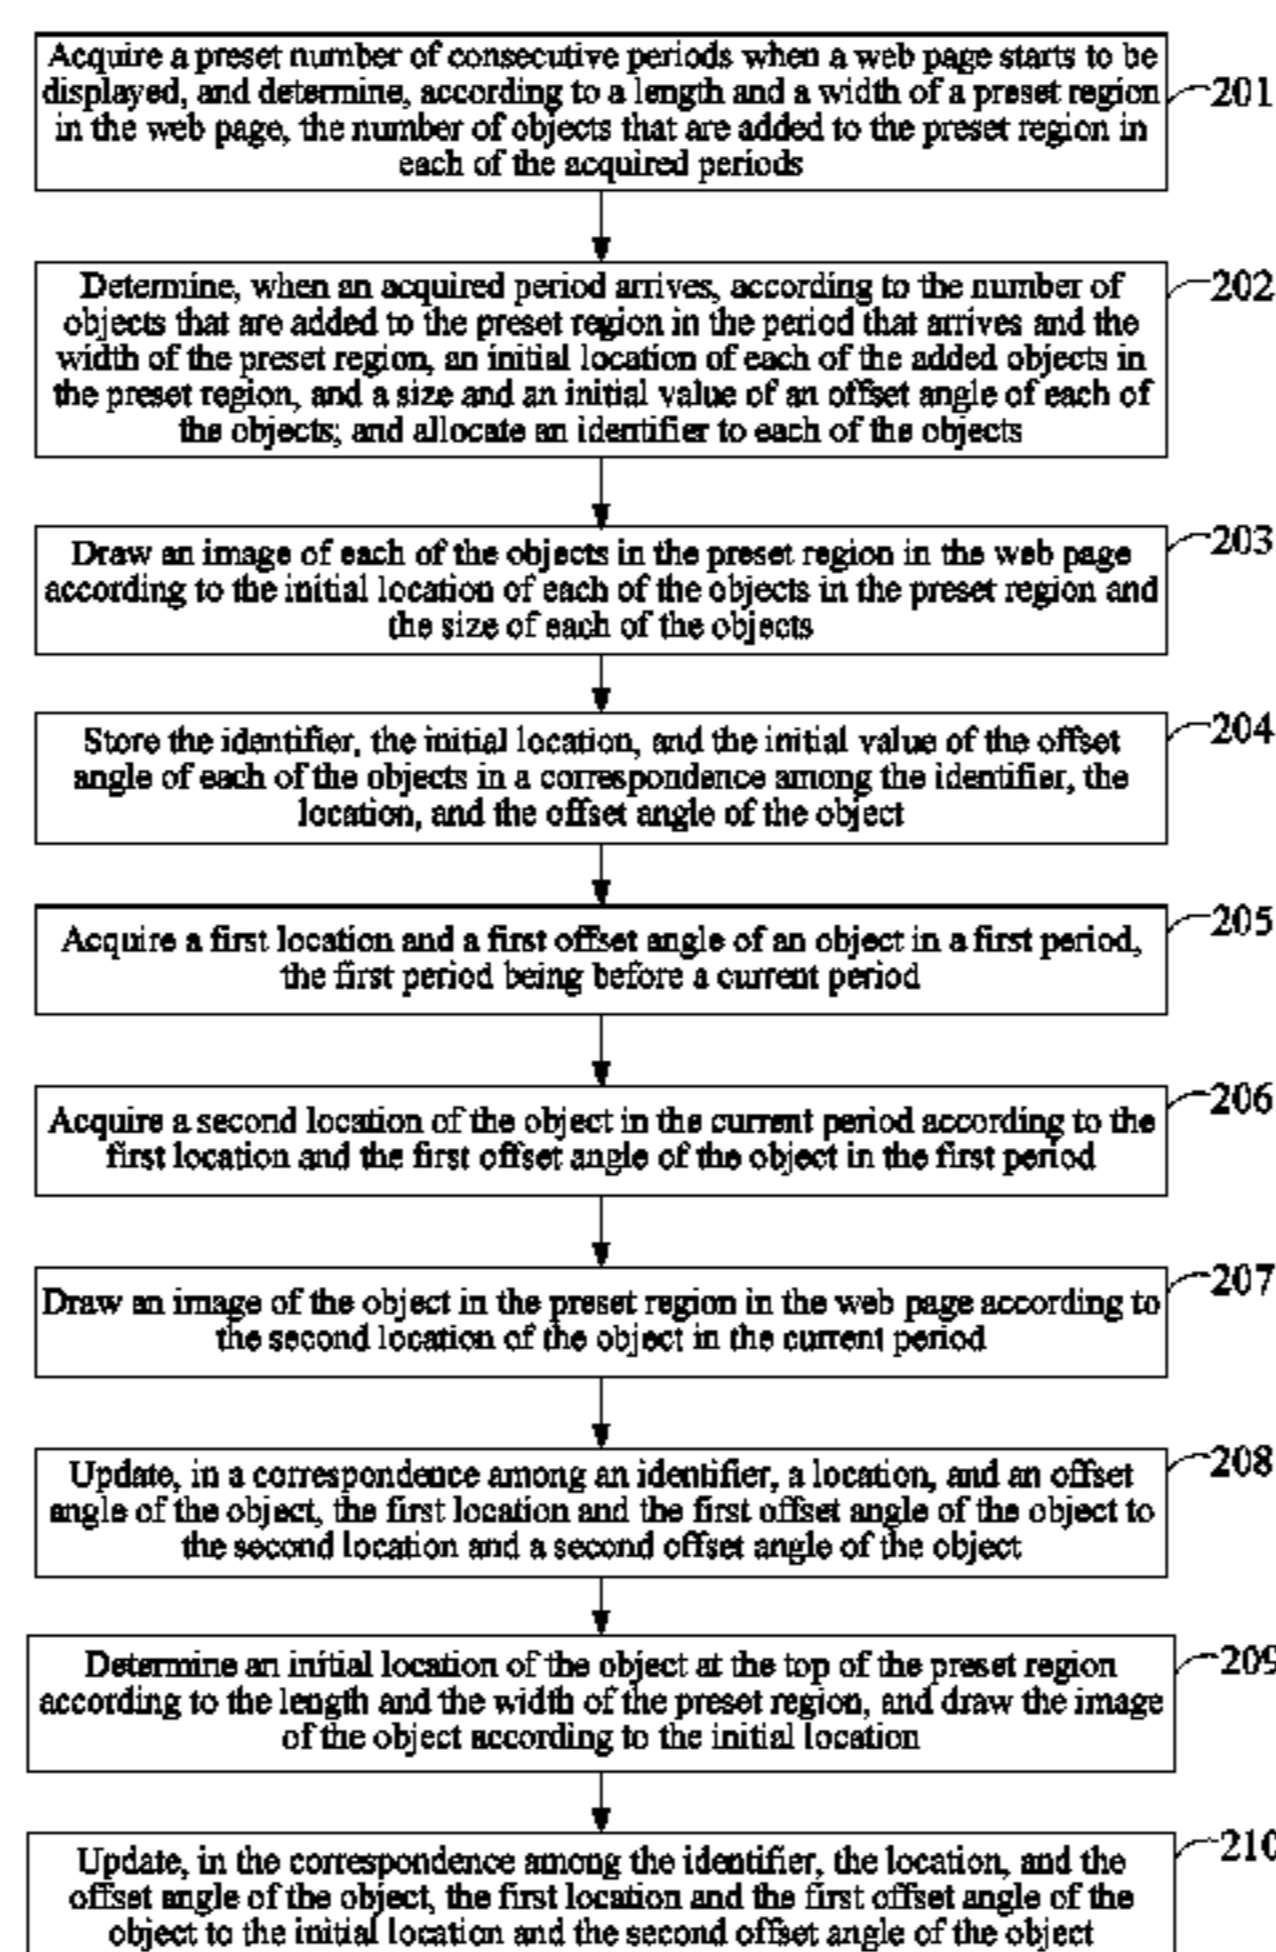 Acquire a preset number of consecutive periods when a web page starts to be
displayed, and determine, according to a length and a width of a preset region
in the web page, the number of objects that are added to the preset region in
each of the acquired periods
201
Determine, when an acquired period arrives, according to the number of
objects that are added to the preset region in the period that arrives and the
width of the preset region, an initial location of each of the added objects in
the preset region, and a size and an initial value of an offset angle of each of
the objects; and allocate an identifier to each of the objects
202
Draw an image of each of the objects in the preset region in the web page
according to the initial location of each of the objects in the preset region and
the size of each of the objects
203
Store the identifier, the initial location, and the initial value of the offset
angle of each of the objects in a correspondence among the identifier, the
location, and the offset angle of the object
204
Acquire a first location and a first offset angle of an object in a first period,
the first period being before a current period
205
Acquire a second location of the object in the current period according to the
first location and the first offset angle of the object in the first period
206
Draw an image of the object in the preset region in the web page according to
the second location of the object in the current period
207
Update, in a correspondence among an identifier, a location, and an offset
angle of the object, the first location and the first offset angle of the object to
the second location and a second offset angle of the object
208
Determine an initial location of the object at the top of the preset region
according to the length and the width of the preset region, and draw the image
of the object according to the initial location
209
Update, in the correspondence among the identifier, the location, and the
offset angle of the object, the first location and the first offset angle of the
object to the initial location and the second offset angle of the object
210